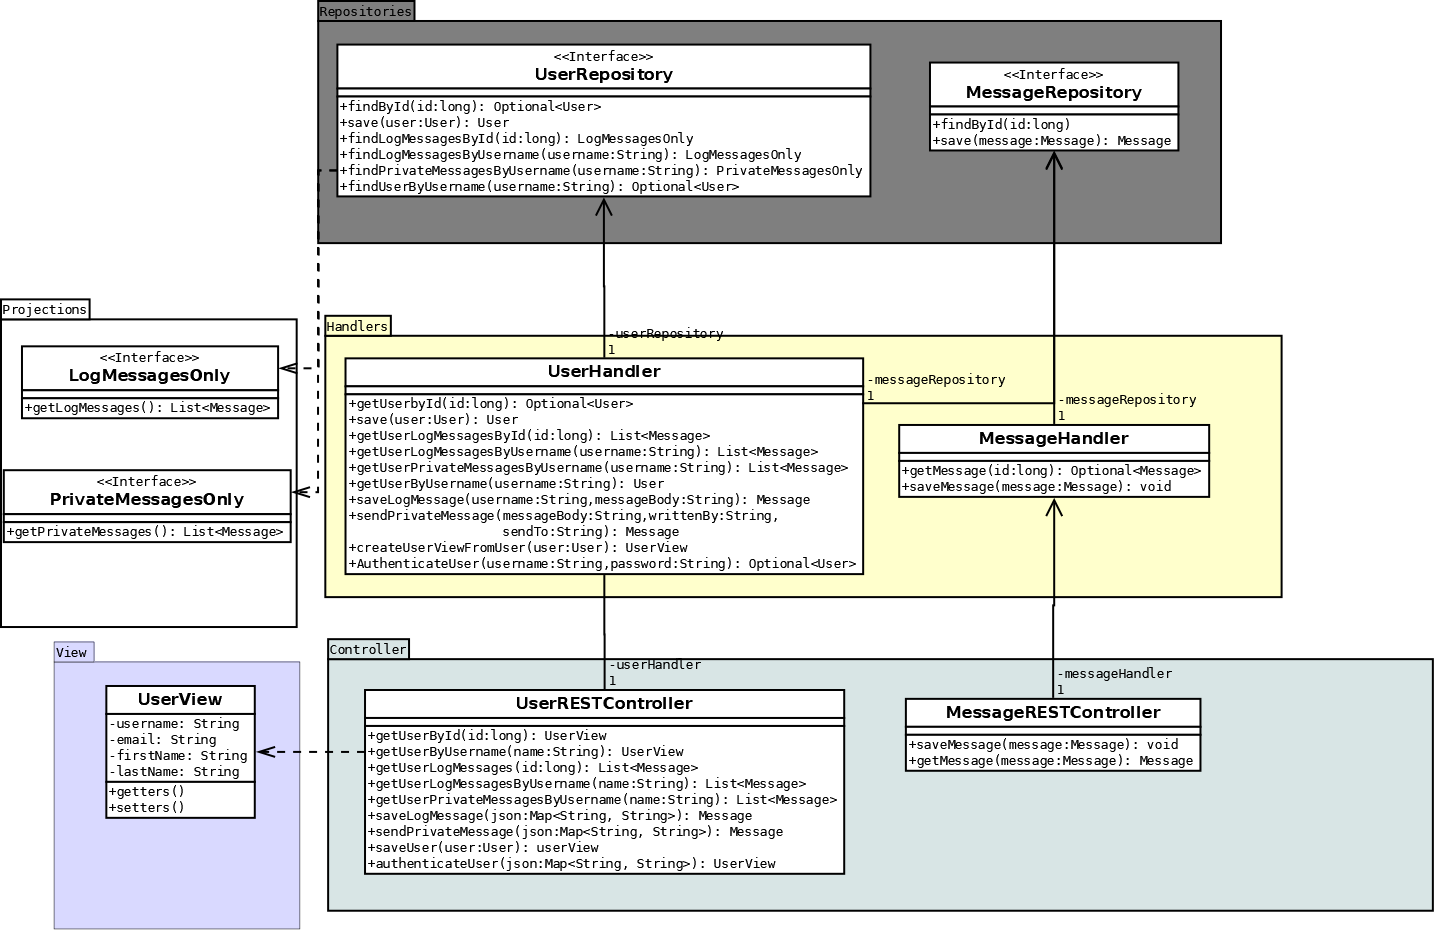 Repositories
<<Interface>>
UserRepository
+findById(id:long): Optional<User>
+save(user:User): User
+findLogMessagesById(id:long): LogMessagesOnly
+findLogMessagesByUsername(username:String): LogMessagesOnly
+findPrivateMessagesByUsername(username:String): PrivateMessagesOnly
+findUserByUsername(username:String): Optional<User>
<<Interface>>
MessageRepository
+findById(id:long)
+save(message:Message): Message
Projections
<<Interface>>
LogMessagesOnly
+getLogMessages(): List<Message>
<<Interface>>
PrivateMessagesOnly
+getPrivateMessages(): List<Message>
Handlers
-userRepository
1
UserHandler
+getUserbyId(id:long): Optional<User>
+save(user:User): User
+getUserLogMessagesById(id:long): List<Message>
+getUserLogMessagesByUsername(username:String): List<Message>
+getUserPrivateMessagesByUsername(username:String): List<Message>
+getUserByUsername(username:String): User
+saveLogMessage(username:String,messageBody:String): Message
+sendPrivateMessage(messageBody:String,writtenBy:String,
sendTo:String): Message
+createUserViewFromUser(user:User): UserView
+AuthenticateUser(username:String,password:String): Optional<User>
-messageRepository
1
-messageRepository
1
MessageHandler
+getMessage(id:long): Optional<Message>
+saveMessage(message:Message): void
View
UserView
-username: String
-email: String
-firstName: String
-lastName: String
+getters()
+setters()
Controller
-userHandler
1
UserRESTController
+getUserById(id:long): UserView
+getUserByUsername(name:String): UserView
+getUserLogMessages(id:long): List<Message>
+getUserLogMessagesByUsername(name:String): List<Message>
+getUserPrivateMessagesByUsername(name:String): List<Message>
+saveLogMessage(json:Map<String, String>): Message
+sendPrivateMessage(json:Map<String, String>): Message
+saveUser(user:User): userView
+authenticateUser(json:Map<String, String>): UserView
-messageHandler
1
MessageRESTController
+saveMessage(message:Message): void
+getMessage(message:Message): Message